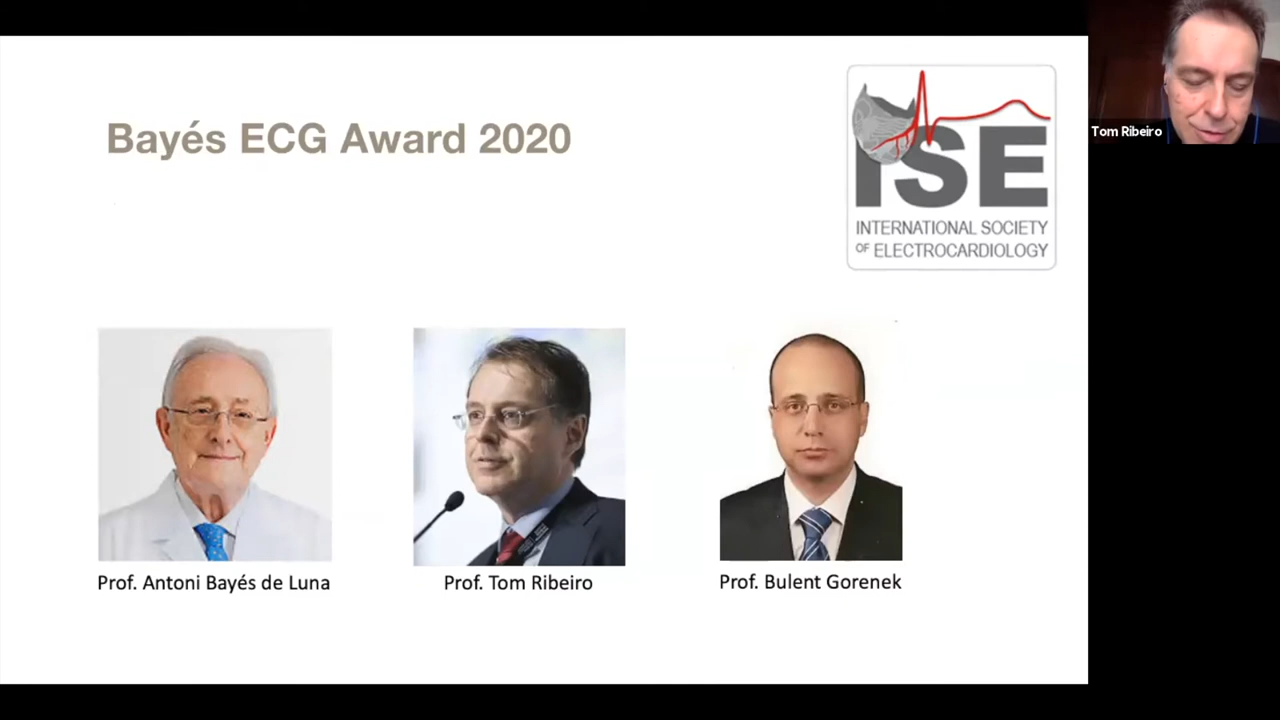 Bayés ECG Award 2020
ISE
INTERNATIONAL SOCIETY
OF ELECTROCARDIOLOGY
Tom Ribeiro
Prof. Antoni Bayés de Luna
Prof. Tom Ribeiro
Prof. Bulent Gorenek